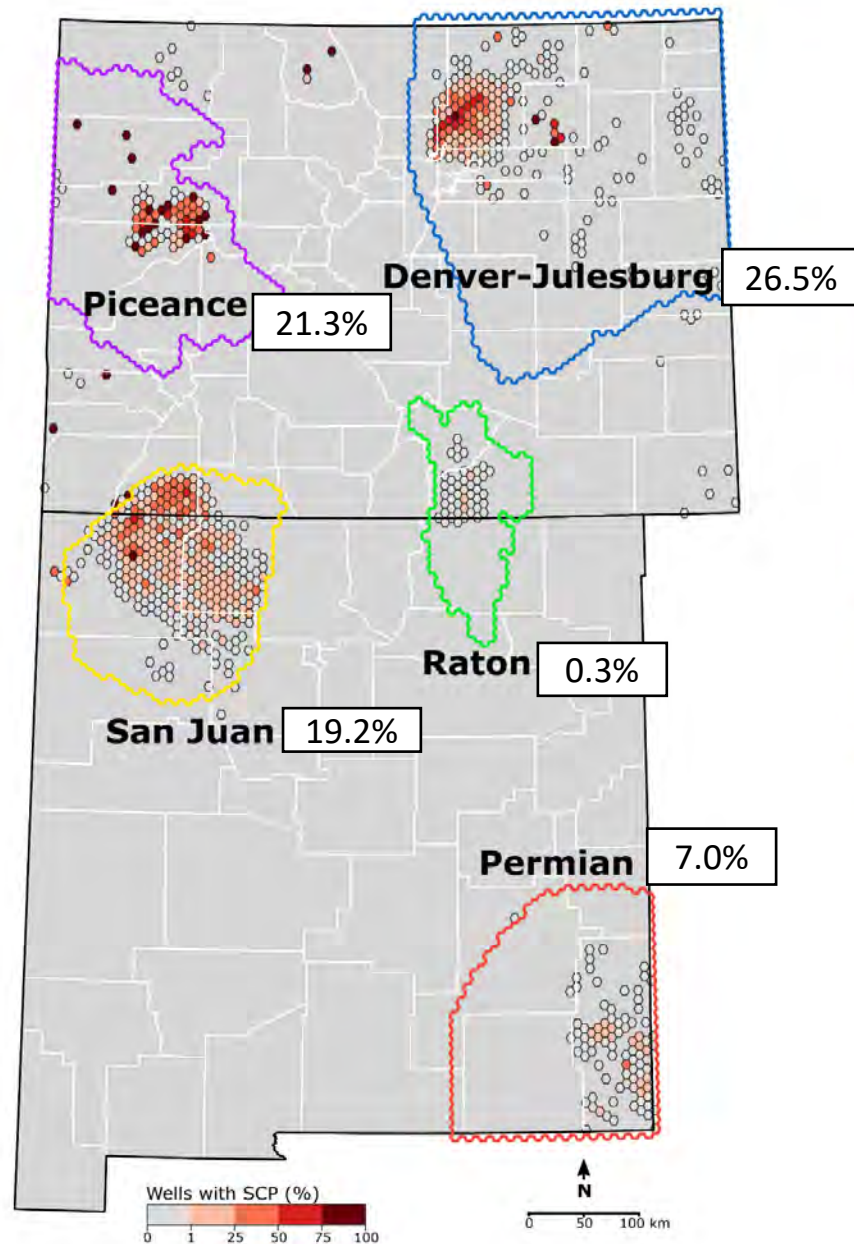 Denver-Julesburg 26.5%
Piceance 21.3%
Raton 0.3%
San Juan 19.2%
Permian 7.0%
Wells with SCP (%)
0 1 25 50 75 100
N
0 50 100 km